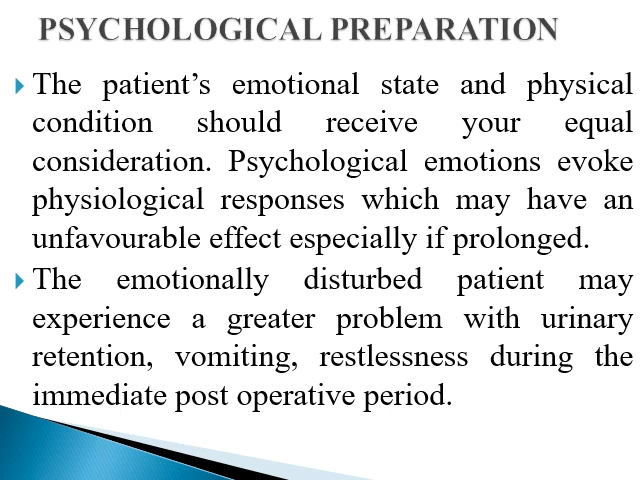 PSYCHOLOGICAL PREPARATION
The patient’s emotional state and physical
condition should receive your equal
consideration. Psychological emotions evoke
physiological responses which may have an
unfavourable effect especially if prolonged.
The emotionally disturbed patient may
experience a greater problem with urinary
retention, vomiting, restlessness during the
immediate post operative period.